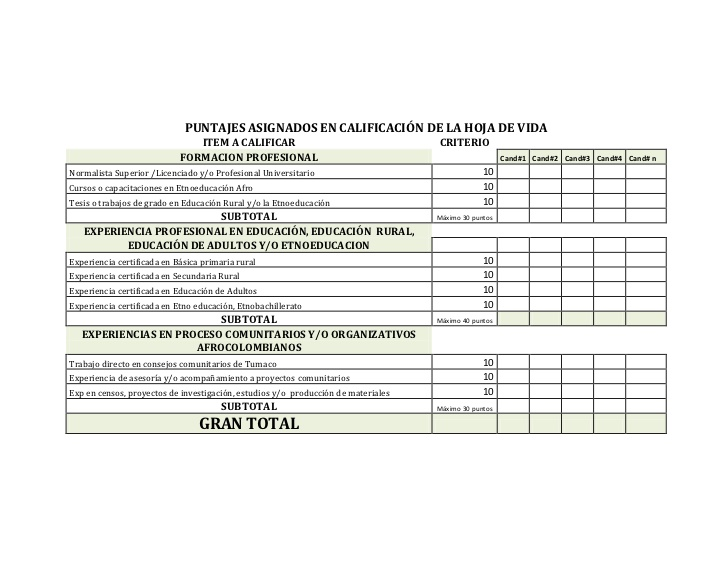 PUNTAJES ASIGNADOS EN CALIFICACIÓN DE LA HOJA DE VIDA
ITEM A CALIFICAR CRITERIO
FORMACION PROFESIONAL Cand#1 Cand#2 Cand#3 Cand#4 Cand# n
Normalista Superior /Licenciado y/o Profesional Universitario 10
Cursos o capacitaciones en Etnoeducación Afro 10
Tesis o trabajos de grado en Educación Rural y/o la Etnoeducación 10
SUBTOTAL Máximo 30 puntos
EXPERIENCIA PROFESIONAL EN EDUCACIÓN, EDUCACIÓN RURAL,
EDUCACIÓN DE ADULTOS Y/O ETNOEDUCACION
Experiencia certificada en Básica primaria rural 10
Experiencia certificada en Secundaria Rural 10
Experiencia certificada en Educación de Adultos 10
Experiencia certificada en Etno educación, Etnobachillerato 10
SUBTOTAL Máximo 40 puntos
EXPERIENCIAS EN PROCESO COMUNITARIOS Y/O ORGANIZATIVOS
AFROCOLOMBIANOS
Trabajo directo en consejos comunitarios de Tumaco 10
Experiencia de asesoría y/o acompañamiento a proyectos comunitarios 10
Exp en censos, proyectos de investigación, estudios y/o producción de materiales 10
SUBTOTAL Máximo 30 puntos
GRAN TOTAL